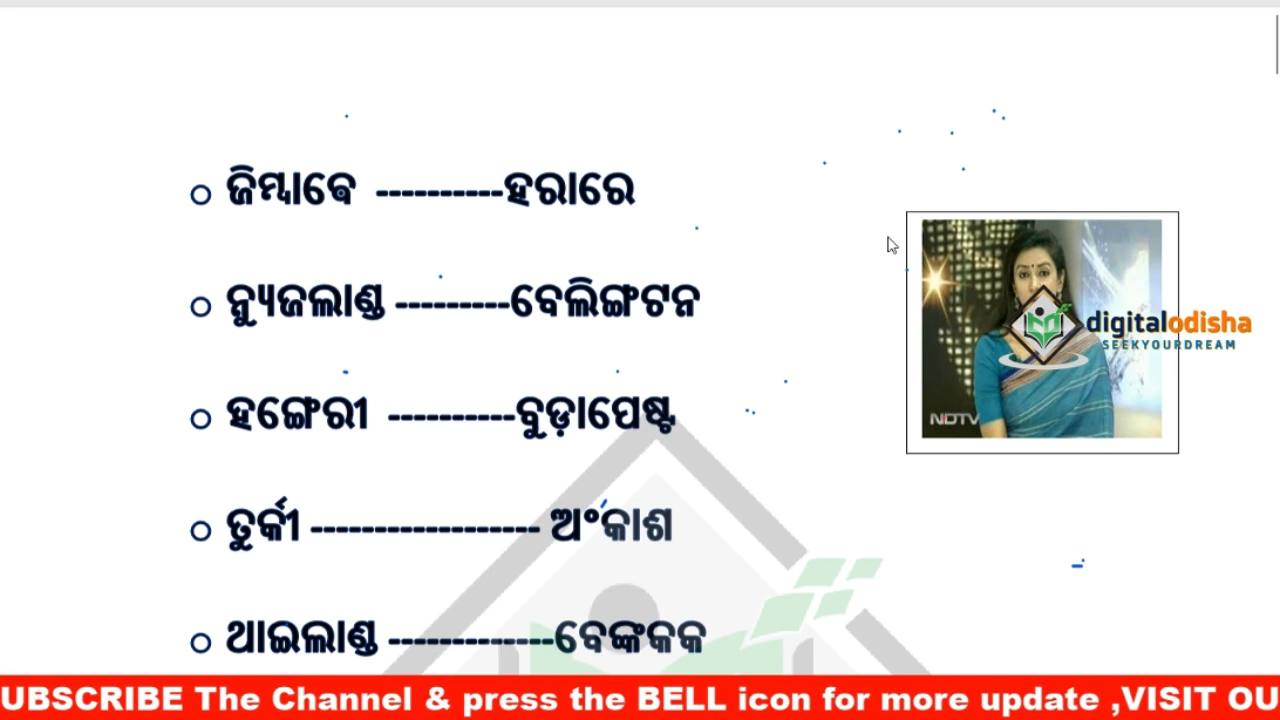 ଜିମ୍ବାବ୍ୱେ ----------ହରାରେ
ନ୍ୟୁଜଲାଣ୍ଡ ---------ବେଲିଙ୍ଗଟନ
ହଙ୍ଗେରୀ ----------ବୁଡ଼ାପେଷ୍ଟ
ତୁର୍କୀ ------------------ ଅଂକାଶ
ଥାଇଲାଣ୍ଡ -------------ବେଙ୍କକକ
NDTV
digitalodisha
SEEKYOURDREAM
UBSCRIBE The Channel & press the BELL icon for more update ,VISIT OU